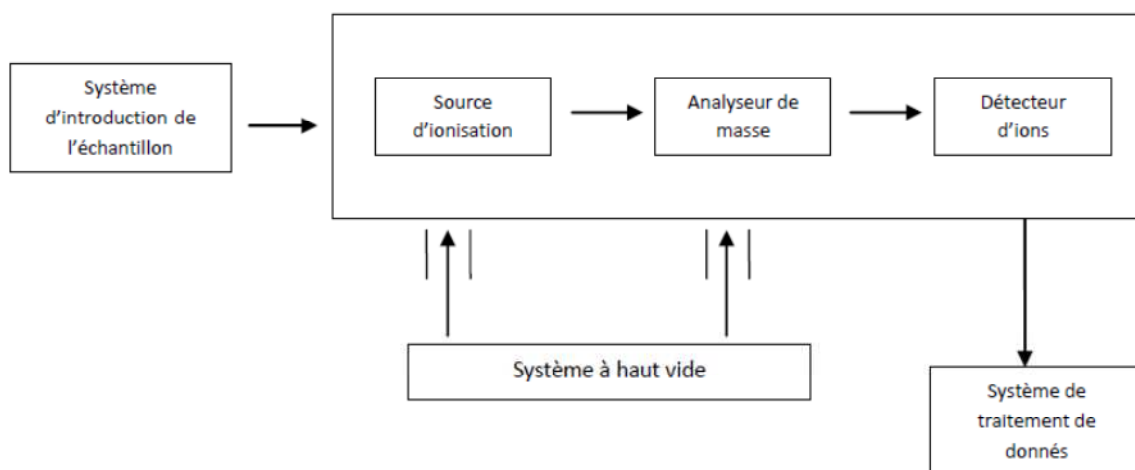 Système
d'introduction de
l'échantillon
Source
d'ionisation
Analyseur de
masse
Détecteur
d'ions
Système à haut vide
Système de
traitement de
donnés